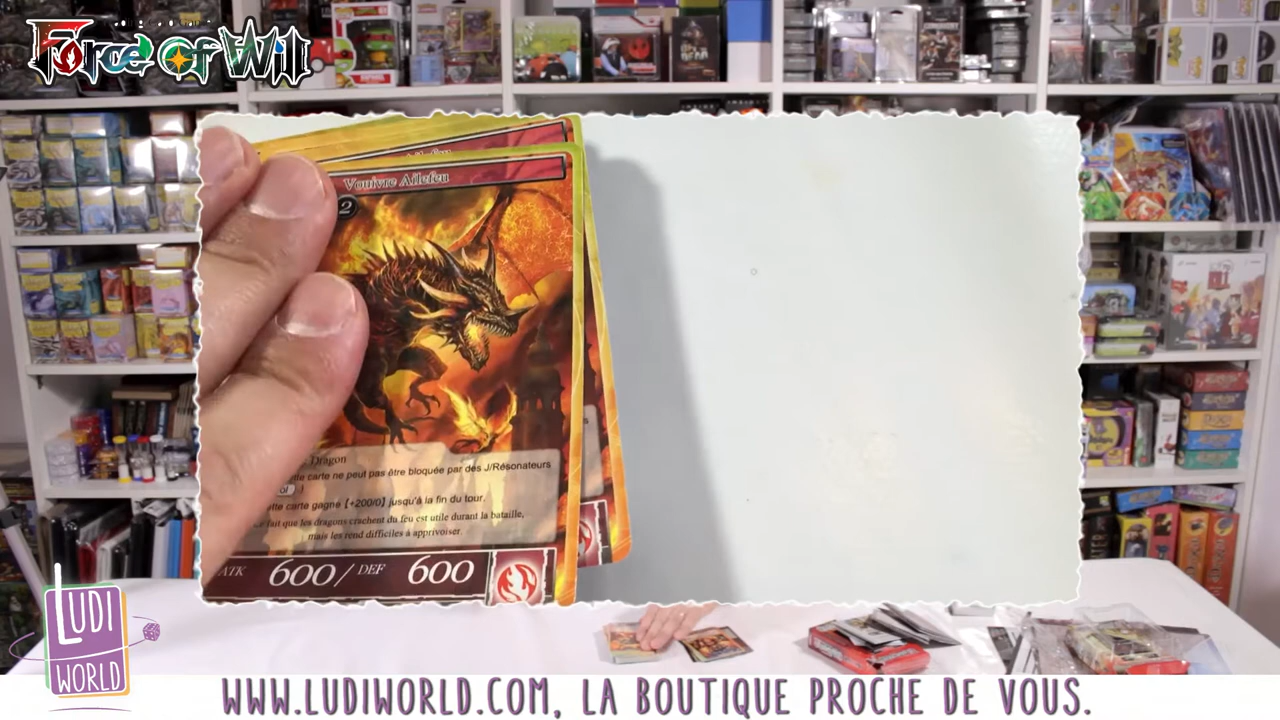 Force of Will
Ailefeu
Vouivre Ailefeu
2
Dragon
cette carte ne peut pas être bloquée par des J/Résonateurs
ol )
cette carte gagne [+200/0] jusqu'à la fin du tour.
Le fait que les dragons crachent du feu est utile durant la bataille,
mais les rend difficiles à apprivoiser.
ATK 600/ DEF 600
LUDI
WORLD
WWW.LUDIWORLD.COM, LA BOUTIQUE PROCHE DE VOUS.